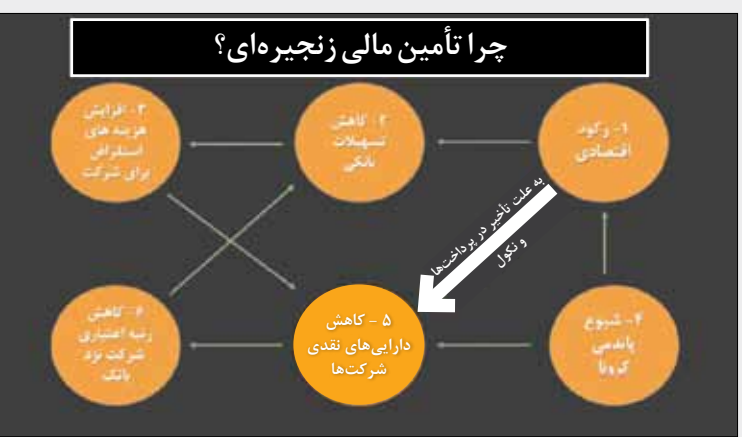 چرا تأمین مالی زنجیره‌ای؟
۱- رکود
اقتصادی
۲- کاهش
تسهیلات
بانکی
۳- افزایش
هزینه های
استقراض
برای شرکت
به علت تأخیر در پرداخت‌ها
و نکول
۴- شیوع
پاندمی
کرونا
۵ - کاهش
دارایی‌های نقدی
شرکت‌ها
۶- کاهش
رتبه اعتباری
شرکت نزد
بانک